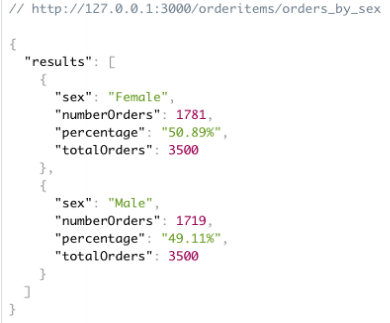 // http://127.0.0.1:3000/orderitems/orders_by_sex
{
"results": [
{
"sex": "Female",
"numberOrders": 1781,
"percentage": "50.89%",
"totalOrders": 3500
},
{
"sex": "Male",
"numberOrders": 1719,
"percentage": "49.11%",
"totalOrders": 3500
}
]
}